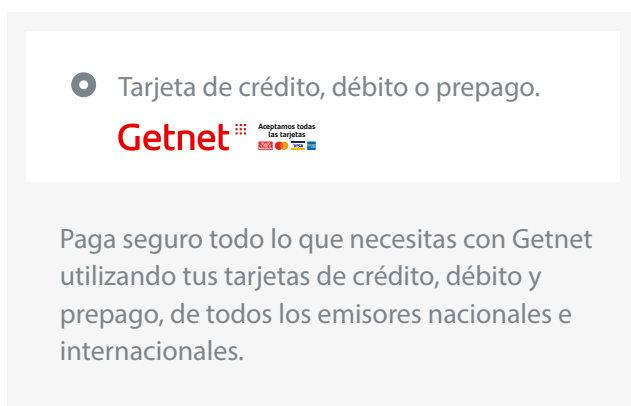 Tarjeta de crédito, débito o prepago.
Getnet
Aceptamos todas
las tarjetas
VISA
Paga seguro todo lo que necesitas con Getnet
utilizando tus tarjetas de crédito, débito y
prepago, de todos los emisores nacionales e
internacionales.